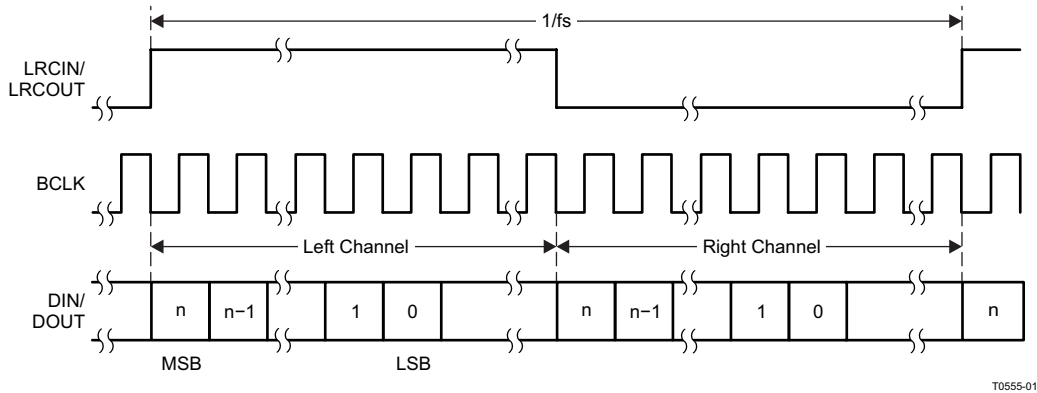 1/fs
LRCIN/
LRCOUT
BCLK
Left Channel
Right Channel
DIN/
DOUT
n
n−1
1
0
n
n−1
1
0
n
MSB
LSB
T0555-01